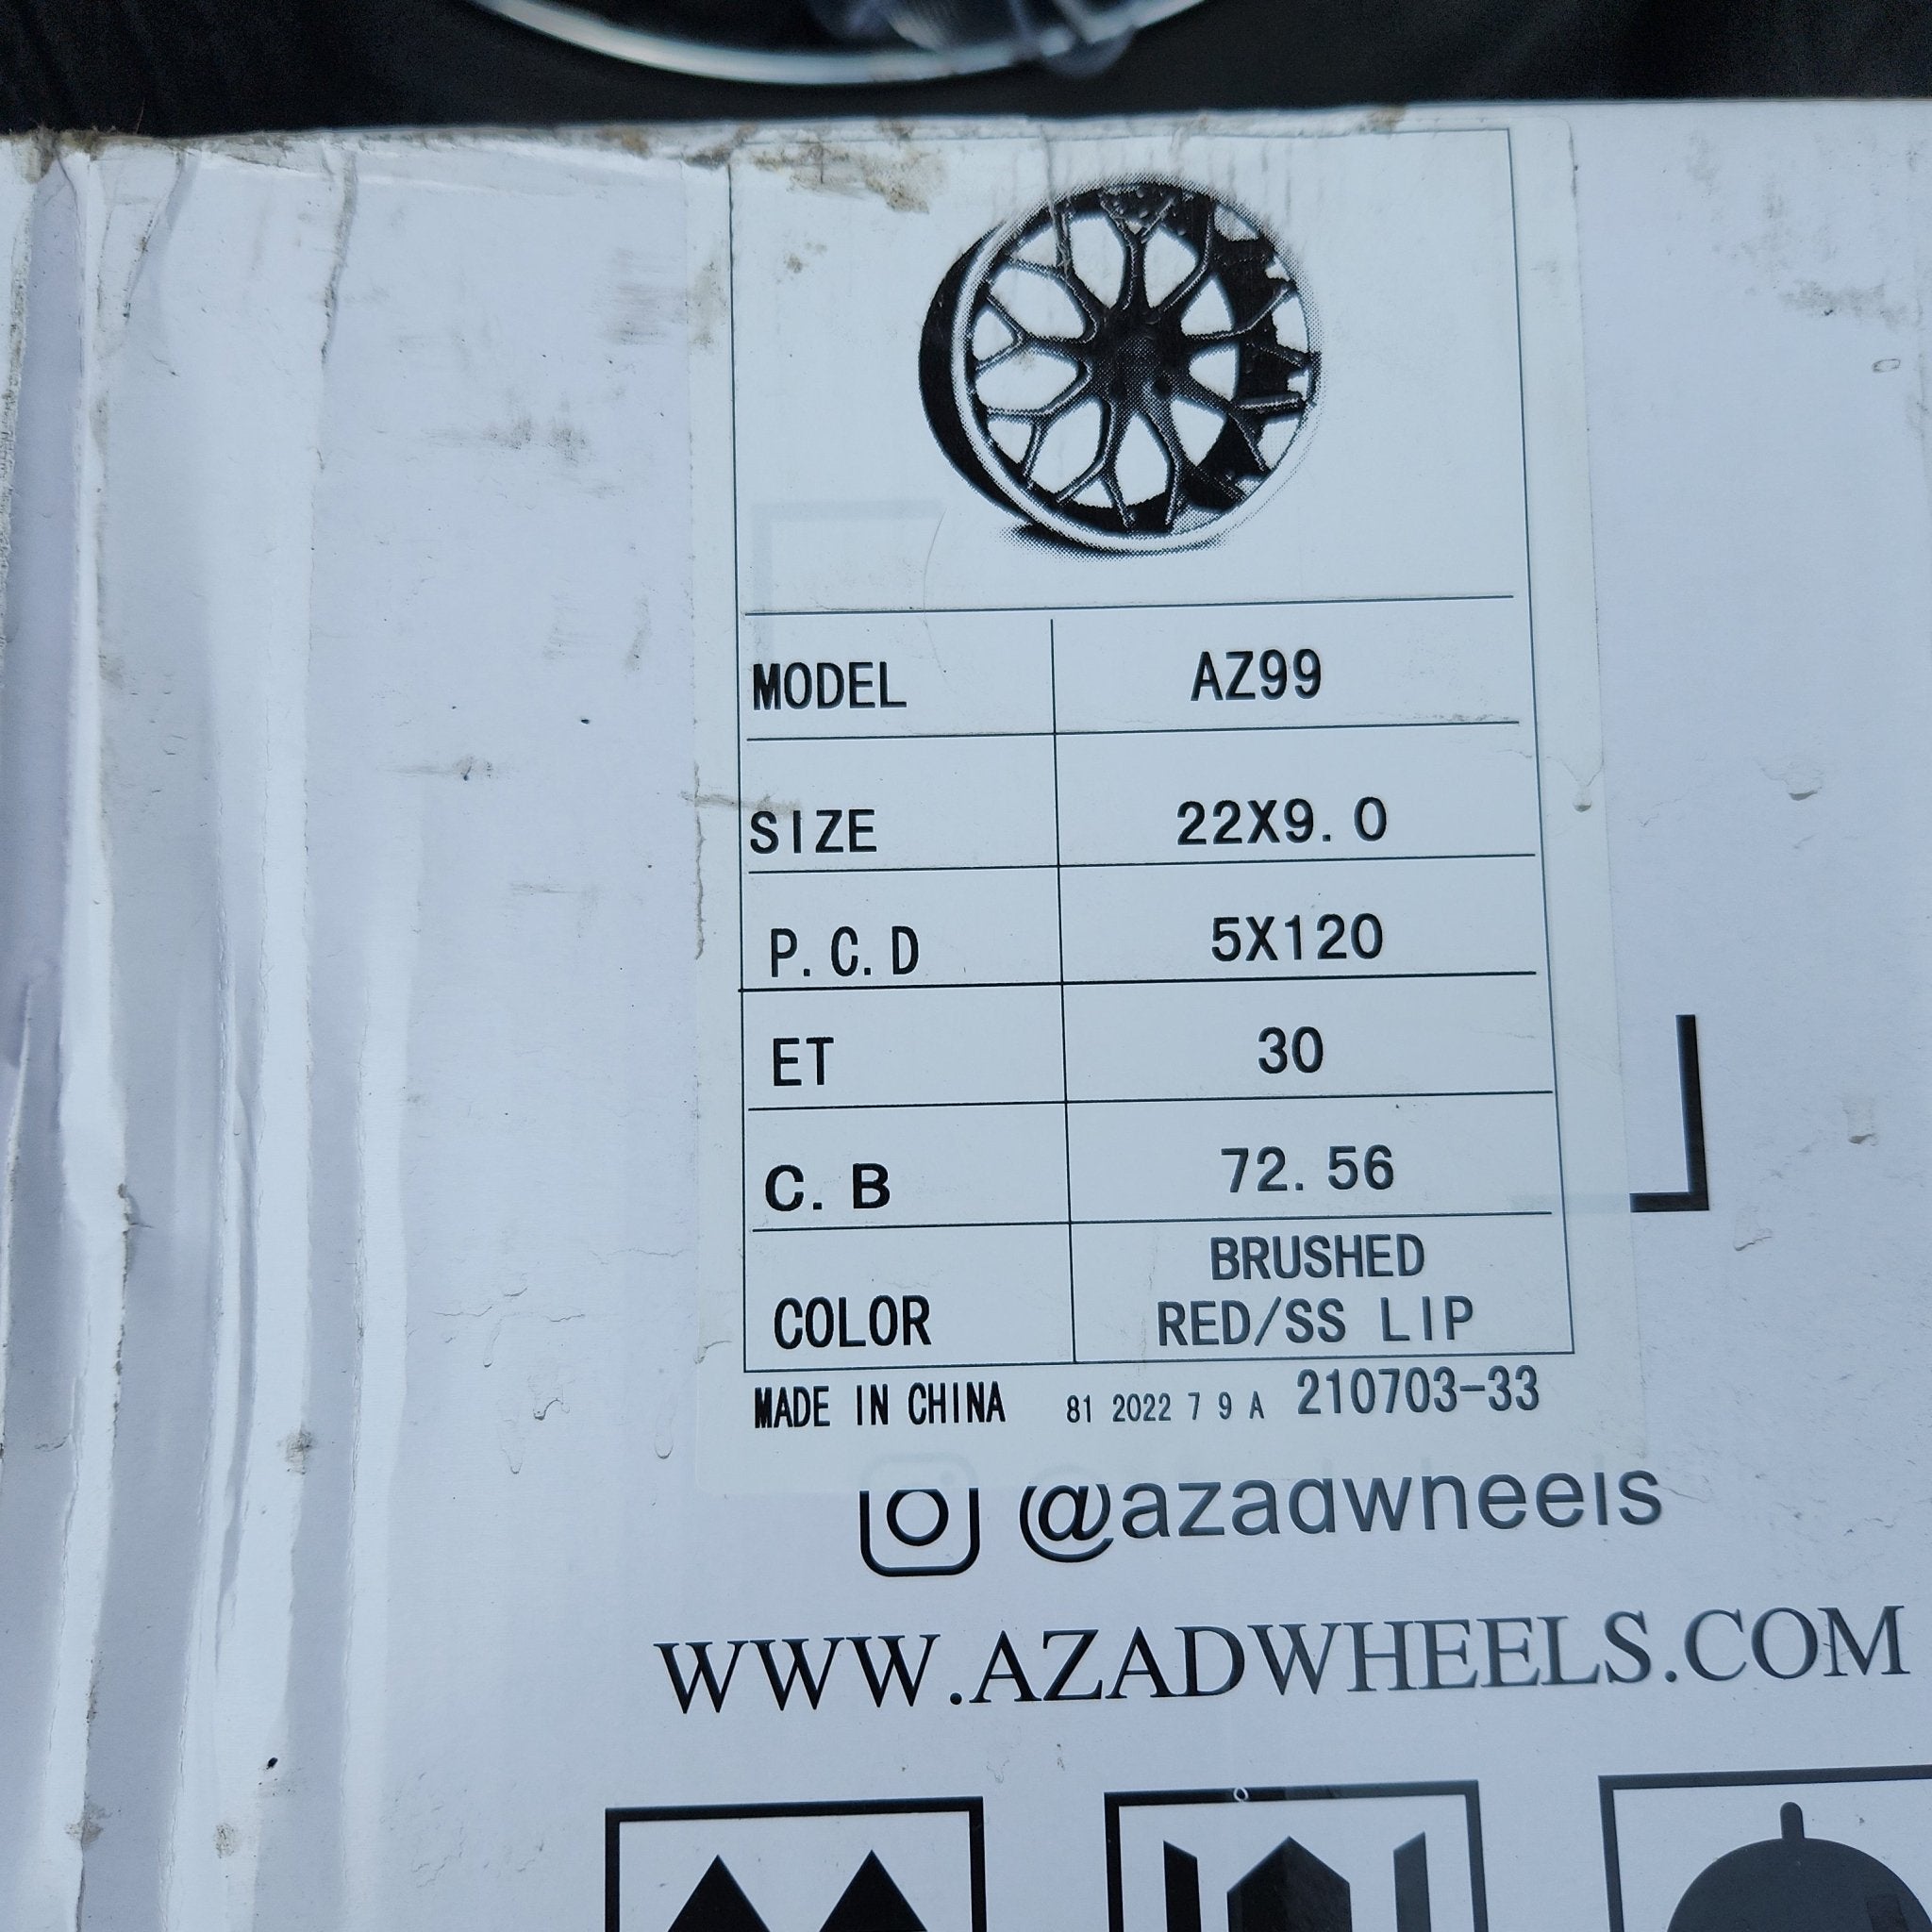 MODEL AZ99
SIZE 22X9.0
P.C.D 5X120
ET 30
C.B 72.56
COLOR BRUSHED RED/SS LIP
MADE IN CHINA 81 2022 7 9 A 210703-33
@azadwheels
WWW.AZADWHEELS.COM